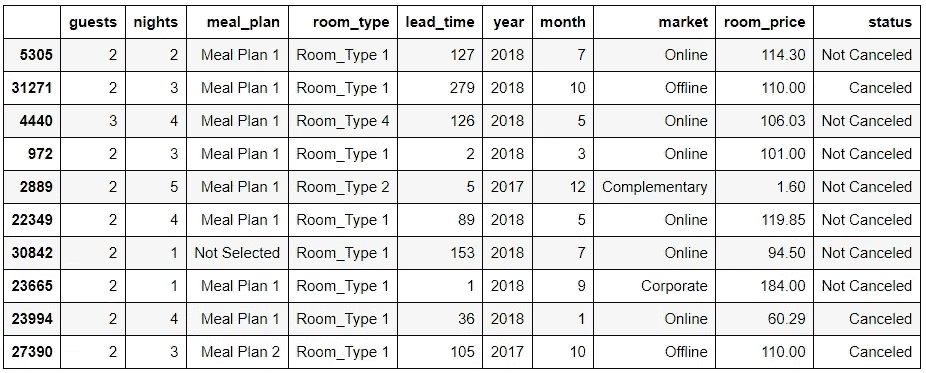 guests nights meal_plan room_type lead_time year month market room_price status
5305 2 2 Meal Plan 1 Room_Type 1 127 2018 7 Online 114.30 Not Canceled
31271 2 3 Meal Plan 1 Room_Type 1 279 2018 10 Offline 110.00 Canceled
4440 3 4 Meal Plan 1 Room_Type 4 126 2018 5 Online 106.03 Not Canceled
972 2 3 Meal Plan 1 Room_Type 1 2 2018 3 Online 101.00 Not Canceled
2889 2 5 Meal Plan 1 Room_Type 2 5 2017 12 Complementary 1.60 Not Canceled
22349 2 4 Meal Plan 1 Room_Type 1 89 2018 5 Online 119.85 Not Canceled
30842 2 1 Not Selected Room_Type 1 153 2018 7 Online 94.50 Not Canceled
23665 2 1 Meal Plan 1 Room_Type 1 1 2018 9 Corporate 184.00 Not Canceled
23994 2 4 Meal Plan 1 Room_Type 1 36 2018 1 Online 60.29 Canceled
27390 2 3 Meal Plan 2 Room_Type 1 105 2017 10 Offline 110.00 Canceled